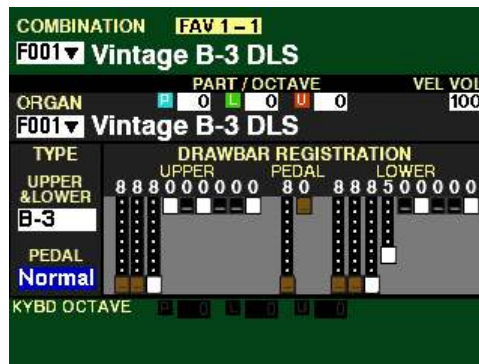 COMBINATION FAV 1 – 1
F001▼ Vintage B-3 DLS
PART / OCTAVE VEL VOL
ORGAN P 0 L 0 U 0 100
F001▼ Vintage B-3 DLS
TYPE DRAWBAR REGISTRATION
UPPER PEDAL LOWER
UPPER 888000000 80 888500000
&LOWER
B-3
PEDAL
Normal
KYBD OCTAVE P 0 L 0 U 0